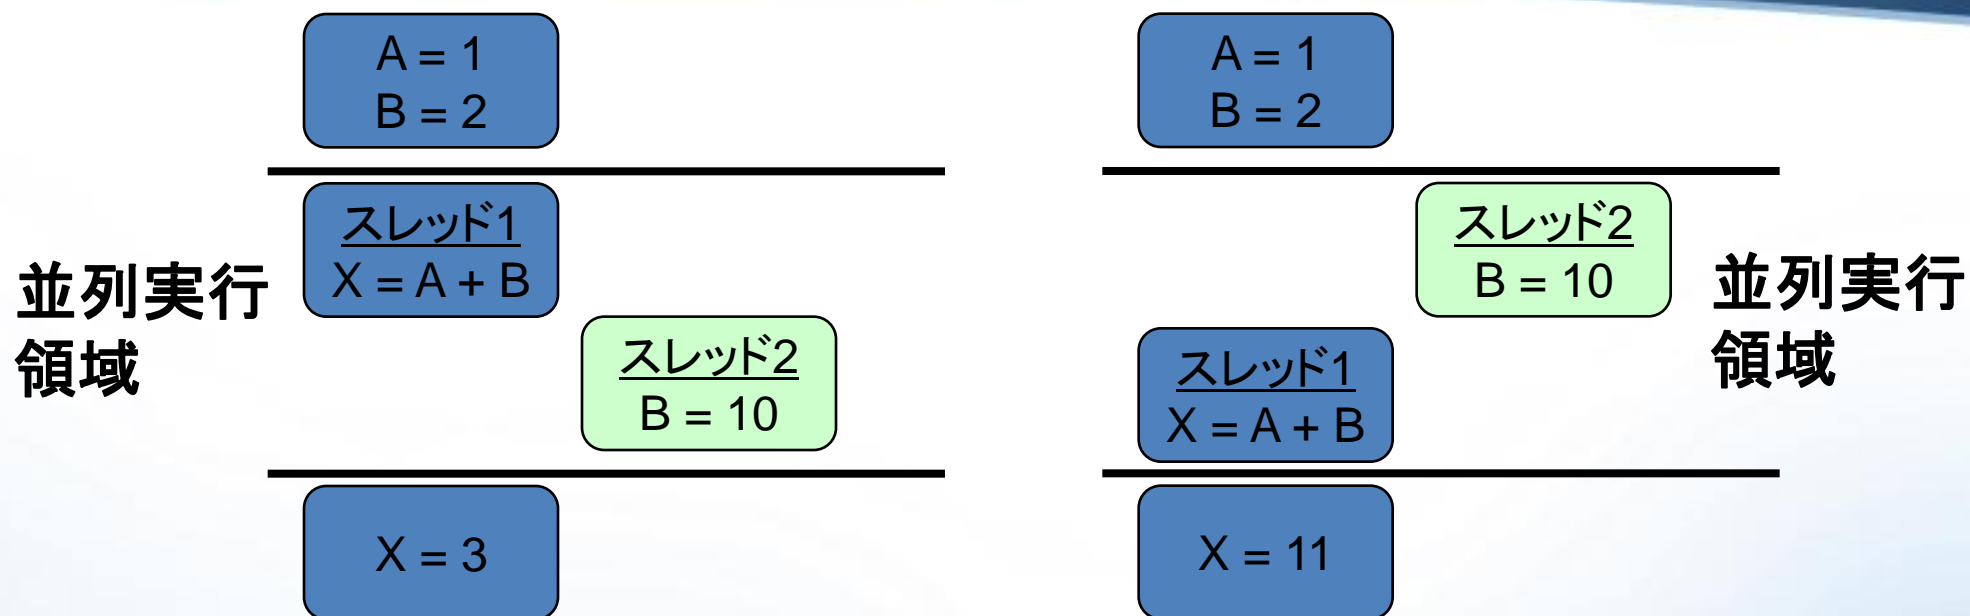 A = 1
B = 2
スレッド1
X = A + B
並列実行
領域
スレッド2
B = 10
X = 3
A = 1
B = 2
スレッド2
B = 10
並列実行
領域
スレッド1
X = A + B
X = 11